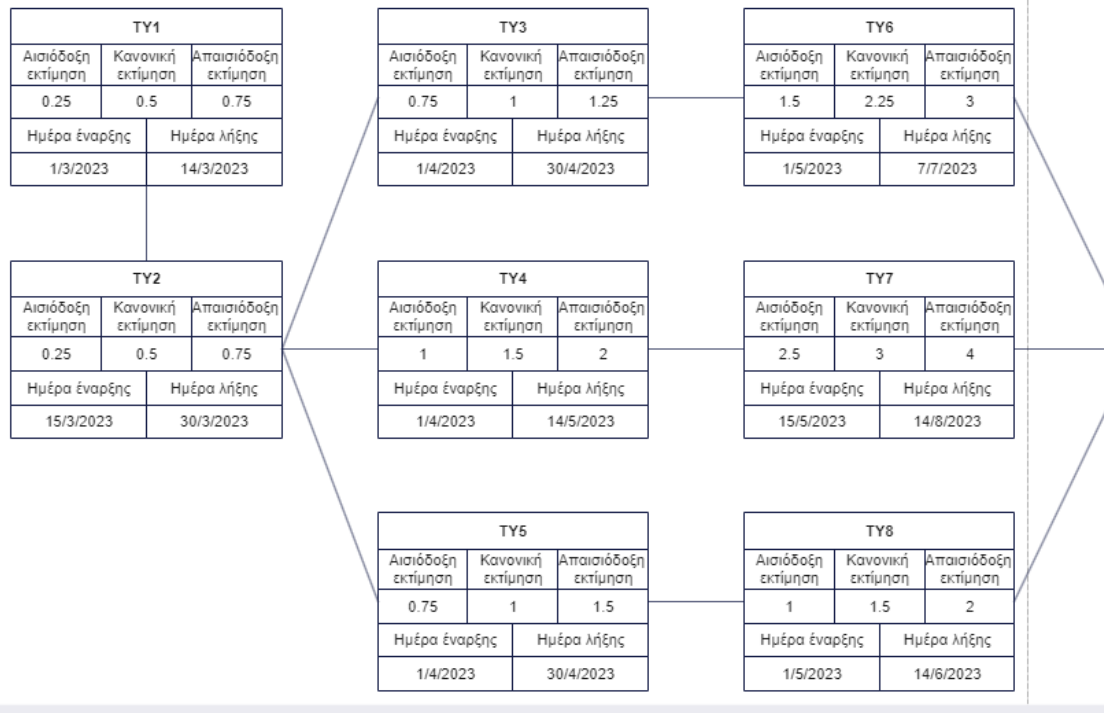 TY1
Αισιόδοξη εκτίμηση Κανονική εκτίμηση Απαισιόδοξη εκτίμηση
0.25 0.5 0.75
Ημέρα έναρξης Ημέρα λήξης
1/3/2023 14/3/2023
TY3
Αισιόδοξη εκτίμηση Κανονική εκτίμηση Απαισιόδοξη εκτίμηση
0.75 1 1.25
Ημέρα έναρξης Ημέρα λήξης
1/4/2023 30/4/2023
TY6
Αισιόδοξη εκτίμηση Κανονική εκτίμηση Απαισιόδοξη εκτίμηση
1.5 2.25 3
Ημέρα έναρξης Ημέρα λήξης
1/5/2023 7/7/2023
TY2
Αισιόδοξη εκτίμηση Κανονική εκτίμηση Απαισιόδοξη εκτίμηση
0.25 0.5 0.75
Ημέρα έναρξης Ημέρα λήξης
15/3/2023 30/3/2023
TY4
Αισιόδοξη εκτίμηση Κανονική εκτίμηση Απαισιόδοξη εκτίμηση
1 1.5 2
Ημέρα έναρξης Ημέρα λήξης
1/4/2023 14/5/2023
TY7
Αισιόδοξη εκτίμηση Κανονική εκτίμηση Απαισιόδοξη εκτίμηση
2.5 3 4
Ημέρα έναρξης Ημέρα λήξης
15/5/2023 14/8/2023
TY5
Αισιόδοξη εκτίμηση Κανονική εκτίμηση Απαισιόδοξη εκτίμηση
0.75 1 1.5
Ημέρα έναρξης Ημέρα λήξης
1/4/2023 30/4/2023
TY8
Αισιόδοξη εκτίμηση Κανονική εκτίμηση Απαισιόδοξη εκτίμηση
1 1.5 2
Ημέρα έναρξης Ημέρα λήξης
1/5/2023 14/6/2023